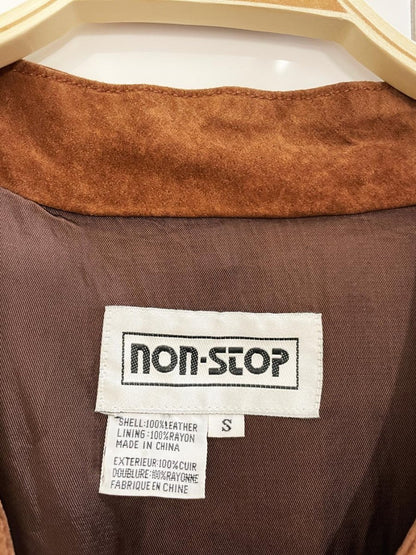 non-stop
SHELL:100%LEATHER
LINING:100%RAYON
MADE IN CHINA
S
EXTERIEUR:100%CUIR
DOUBLURE:100%RAYONNE
FABRIQUE EN CHINE